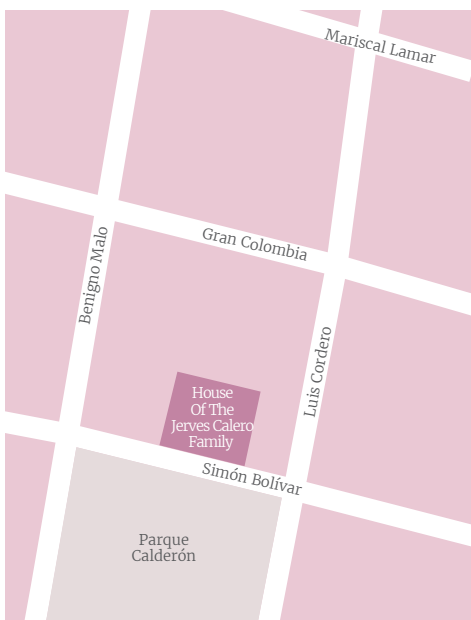 Mariscal Lamar
Gran Colombia
Benigno Malo
Luis Cordero
House
Of The
Jerves Calero
Family
Simón Bolívar
Parque
Calderón